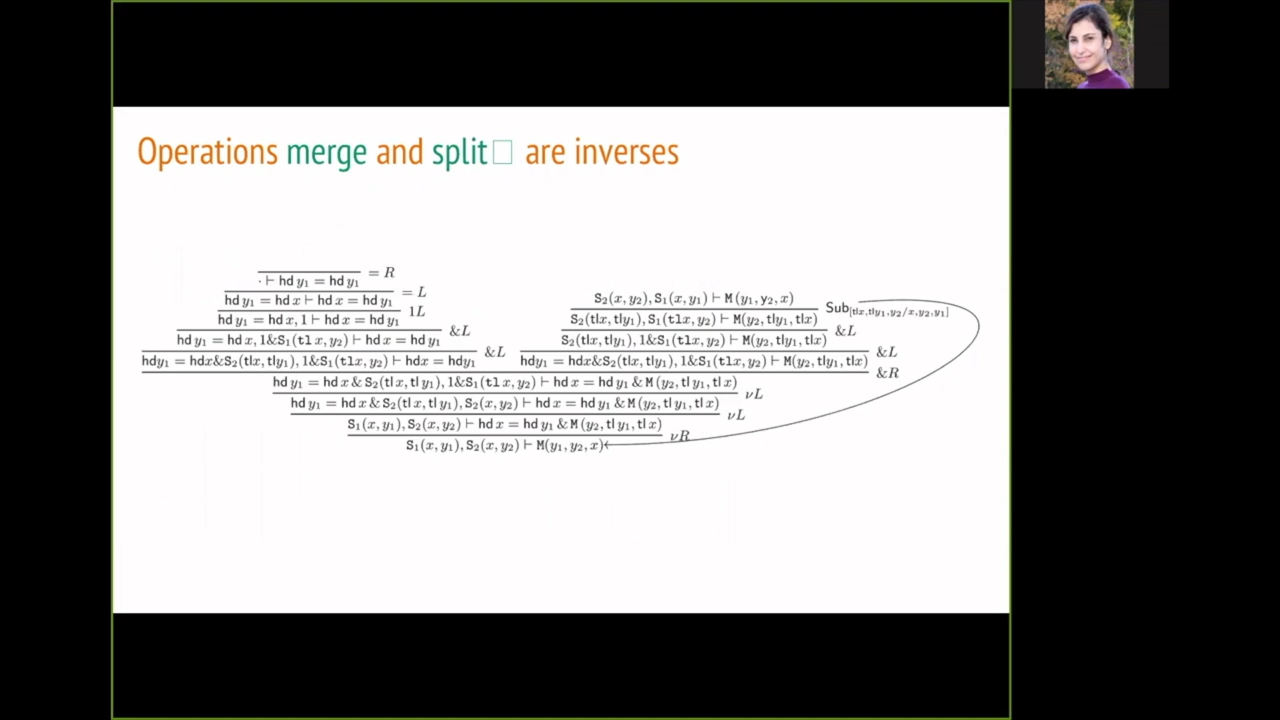 Operations merge and split□ are inverses
· ⊢ hd y₁ = hd y₁ = R
hd y₁ = hd x ⊢ hd x = hd y₁ = L
hd y₁ = hd x, 1 ⊢ hd x = hd y₁ 1L
hd y₁ = hd x, 1&S₁(tl x, y₂) ⊢ hd x = hd y₁ &L
hdy₁ = hdx&S₂(tlx, tly₁), 1&S₁(tlx, y₂) ⊢ hdx = hdy₁ &L
S₂(x, y₂), S₁(x, y₁) ⊢ M(y₁, y₂, x)
S₂(tlx, tly₁), S₁(tlx, y₂) ⊢ M(y₂, tly₁, tlx) Sub[tlx,tly₁,y₂/x,y₂,y₁]
S₂(tlx, tly₁), 1&S₁(tlx, y₂) ⊢ M(y₂, tly₁, tlx) &L
hdy₁ = hdx&S₂(tlx, tly₁), 1&S₁(tlx, y₂) ⊢ M(y₂, tly₁, tlx) &L
hd y₁ = hd x & S₂(tl x, tl y₁), 1&S₁(tl x, y₂) ⊢ hd x = hd y₁ & M(y₂, tl y₁, tl x) &R
hd y₁ = hd x & S₂(tl x, tl y₁), S₂(x, y₂) ⊢ hd x = hd y₁ & M(y₂, tl y₁, tl x) νL
S₁(x, y₁), S₂(x, y₂) ⊢ hd x = hd y₁ & M(y₂, tl y₁, tl x) νL
S₁(x, y₁), S₂(x, y₂) ⊢ M(y₁, y₂, x) νR